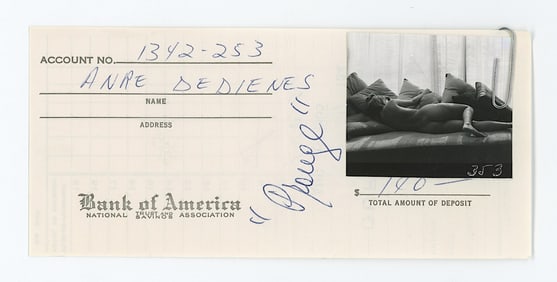 ACCOUNT NO. 1342-253
ANRE DEDIENES
NAME
ADDRESS
353
$ 140—
TOTAL AMOUNT OF DEPOSIT
Bank of America
NATIONAL TRUST AND SAVINGS ASSOCIATION